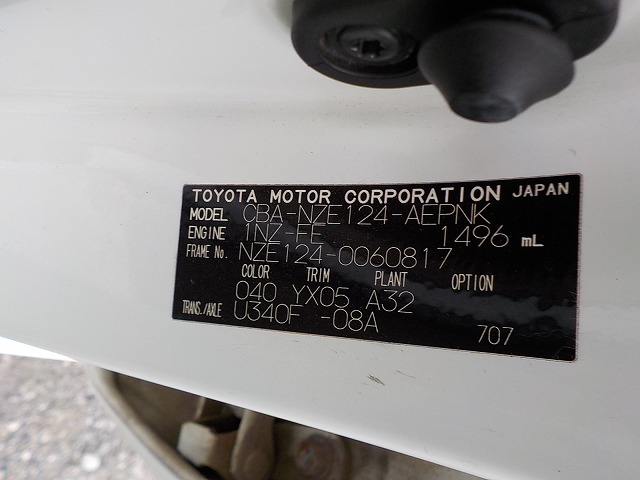 TOYOTA MOTOR CORPORATION JAPAN
MODEL CBA-NZE124-AEPNK
ENGINE 1NZ-FE 1496 mL
FRAME No. NZE124-0060817
COLOR TRIM PLANT OPTION
040 YX05 A32
TRANS./AXLE U340F -08A
707